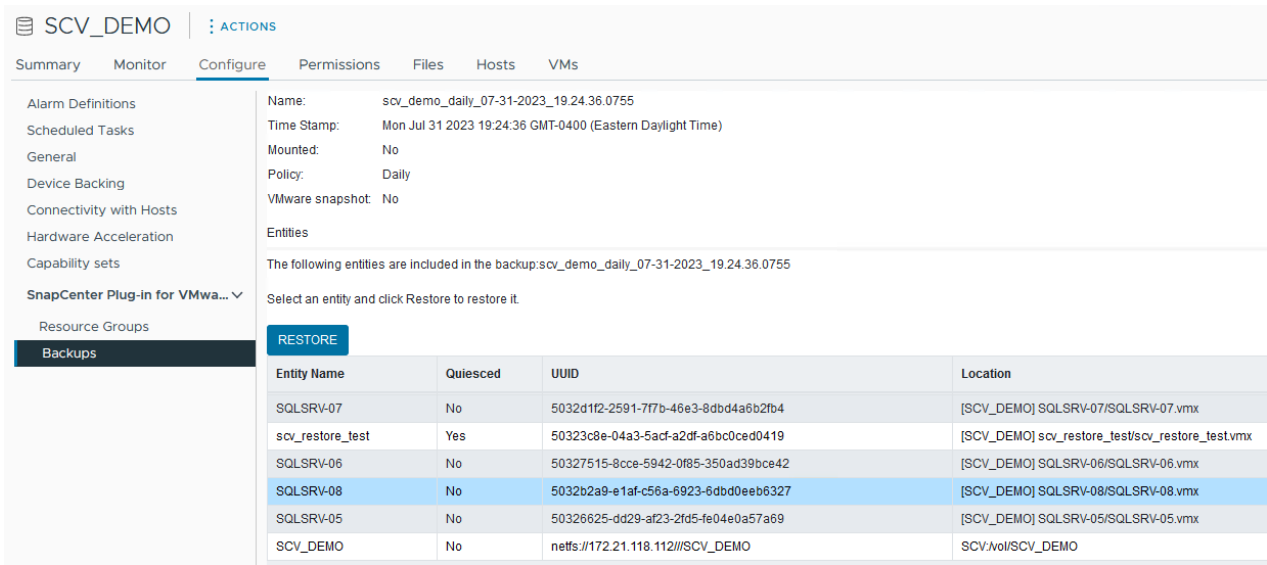 SCV_DEMO ACTIONS
Summary Monitor Configure Permissions Files Hosts VMs
Alarm Definitions
Scheduled Tasks
General
Device Backing
Connectivity with Hosts
Hardware Acceleration
Capability sets
SnapCenter Plug-in for VMwa...
Resource Groups
Backups
Name: scv_demo_daily_07-31-2023_19.24.36.0755
Time Stamp: Mon Jul 31 2023 19:24:36 GMT-0400 (Eastern Daylight Time)
Mounted: No
Policy: Daily
VMware snapshot: No
Entities
The following entities are included in the backup:scv_demo_daily_07-31-2023_19.24.36.0755
Select an entity and click Restore to restore it.
RESTORE
Entity Name Quiesced UUID Location
SQLSRV-07 No 5032d1f2-2591-7f7b-46e3-8dbd4a6b2fb4 [SCV_DEMO] SQLSRV-07/SQLSRV-07.vmx
scv_restore_test Yes 50323c8e-04a3-5acf-a2df-a6bc0ced0419 [SCV_DEMO] scv_restore_test/scv_restore_test.vmx
SQLSRV-06 No 50327515-8cce-5942-0f85-350ad39bce42 [SCV_DEMO] SQLSRV-06/SQLSRV-06.vmx
SQLSRV-08 No 5032b2a9-e1af-c56a-6923-6dbd0eeb6327 [SCV_DEMO] SQLSRV-08/SQLSRV-08.vmx
SQLSRV-05 No 50326625-dd29-af23-2fd5-fe04e0a57a69 [SCV_DEMO] SQLSRV-05/SQLSRV-05.vmx
SCV_DEMO No netfs://172.21.118.112///SCV_DEMO SCV:/vol/SCV_DEMO